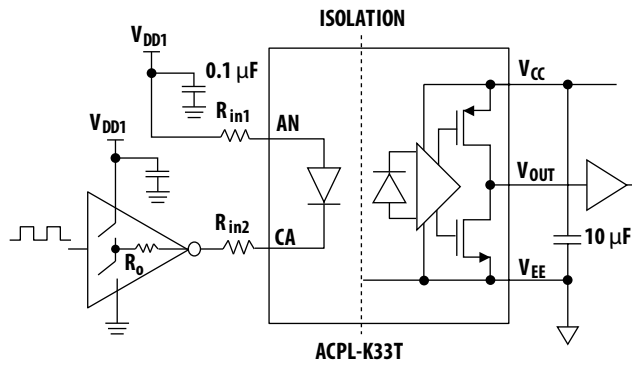 ISOLATION
VDD1
0.1 μF
VCC
Rin1
AN
VDD1
VOUT
Rin2
CA
Ro
10 μF
VEE
ACPL-K33T